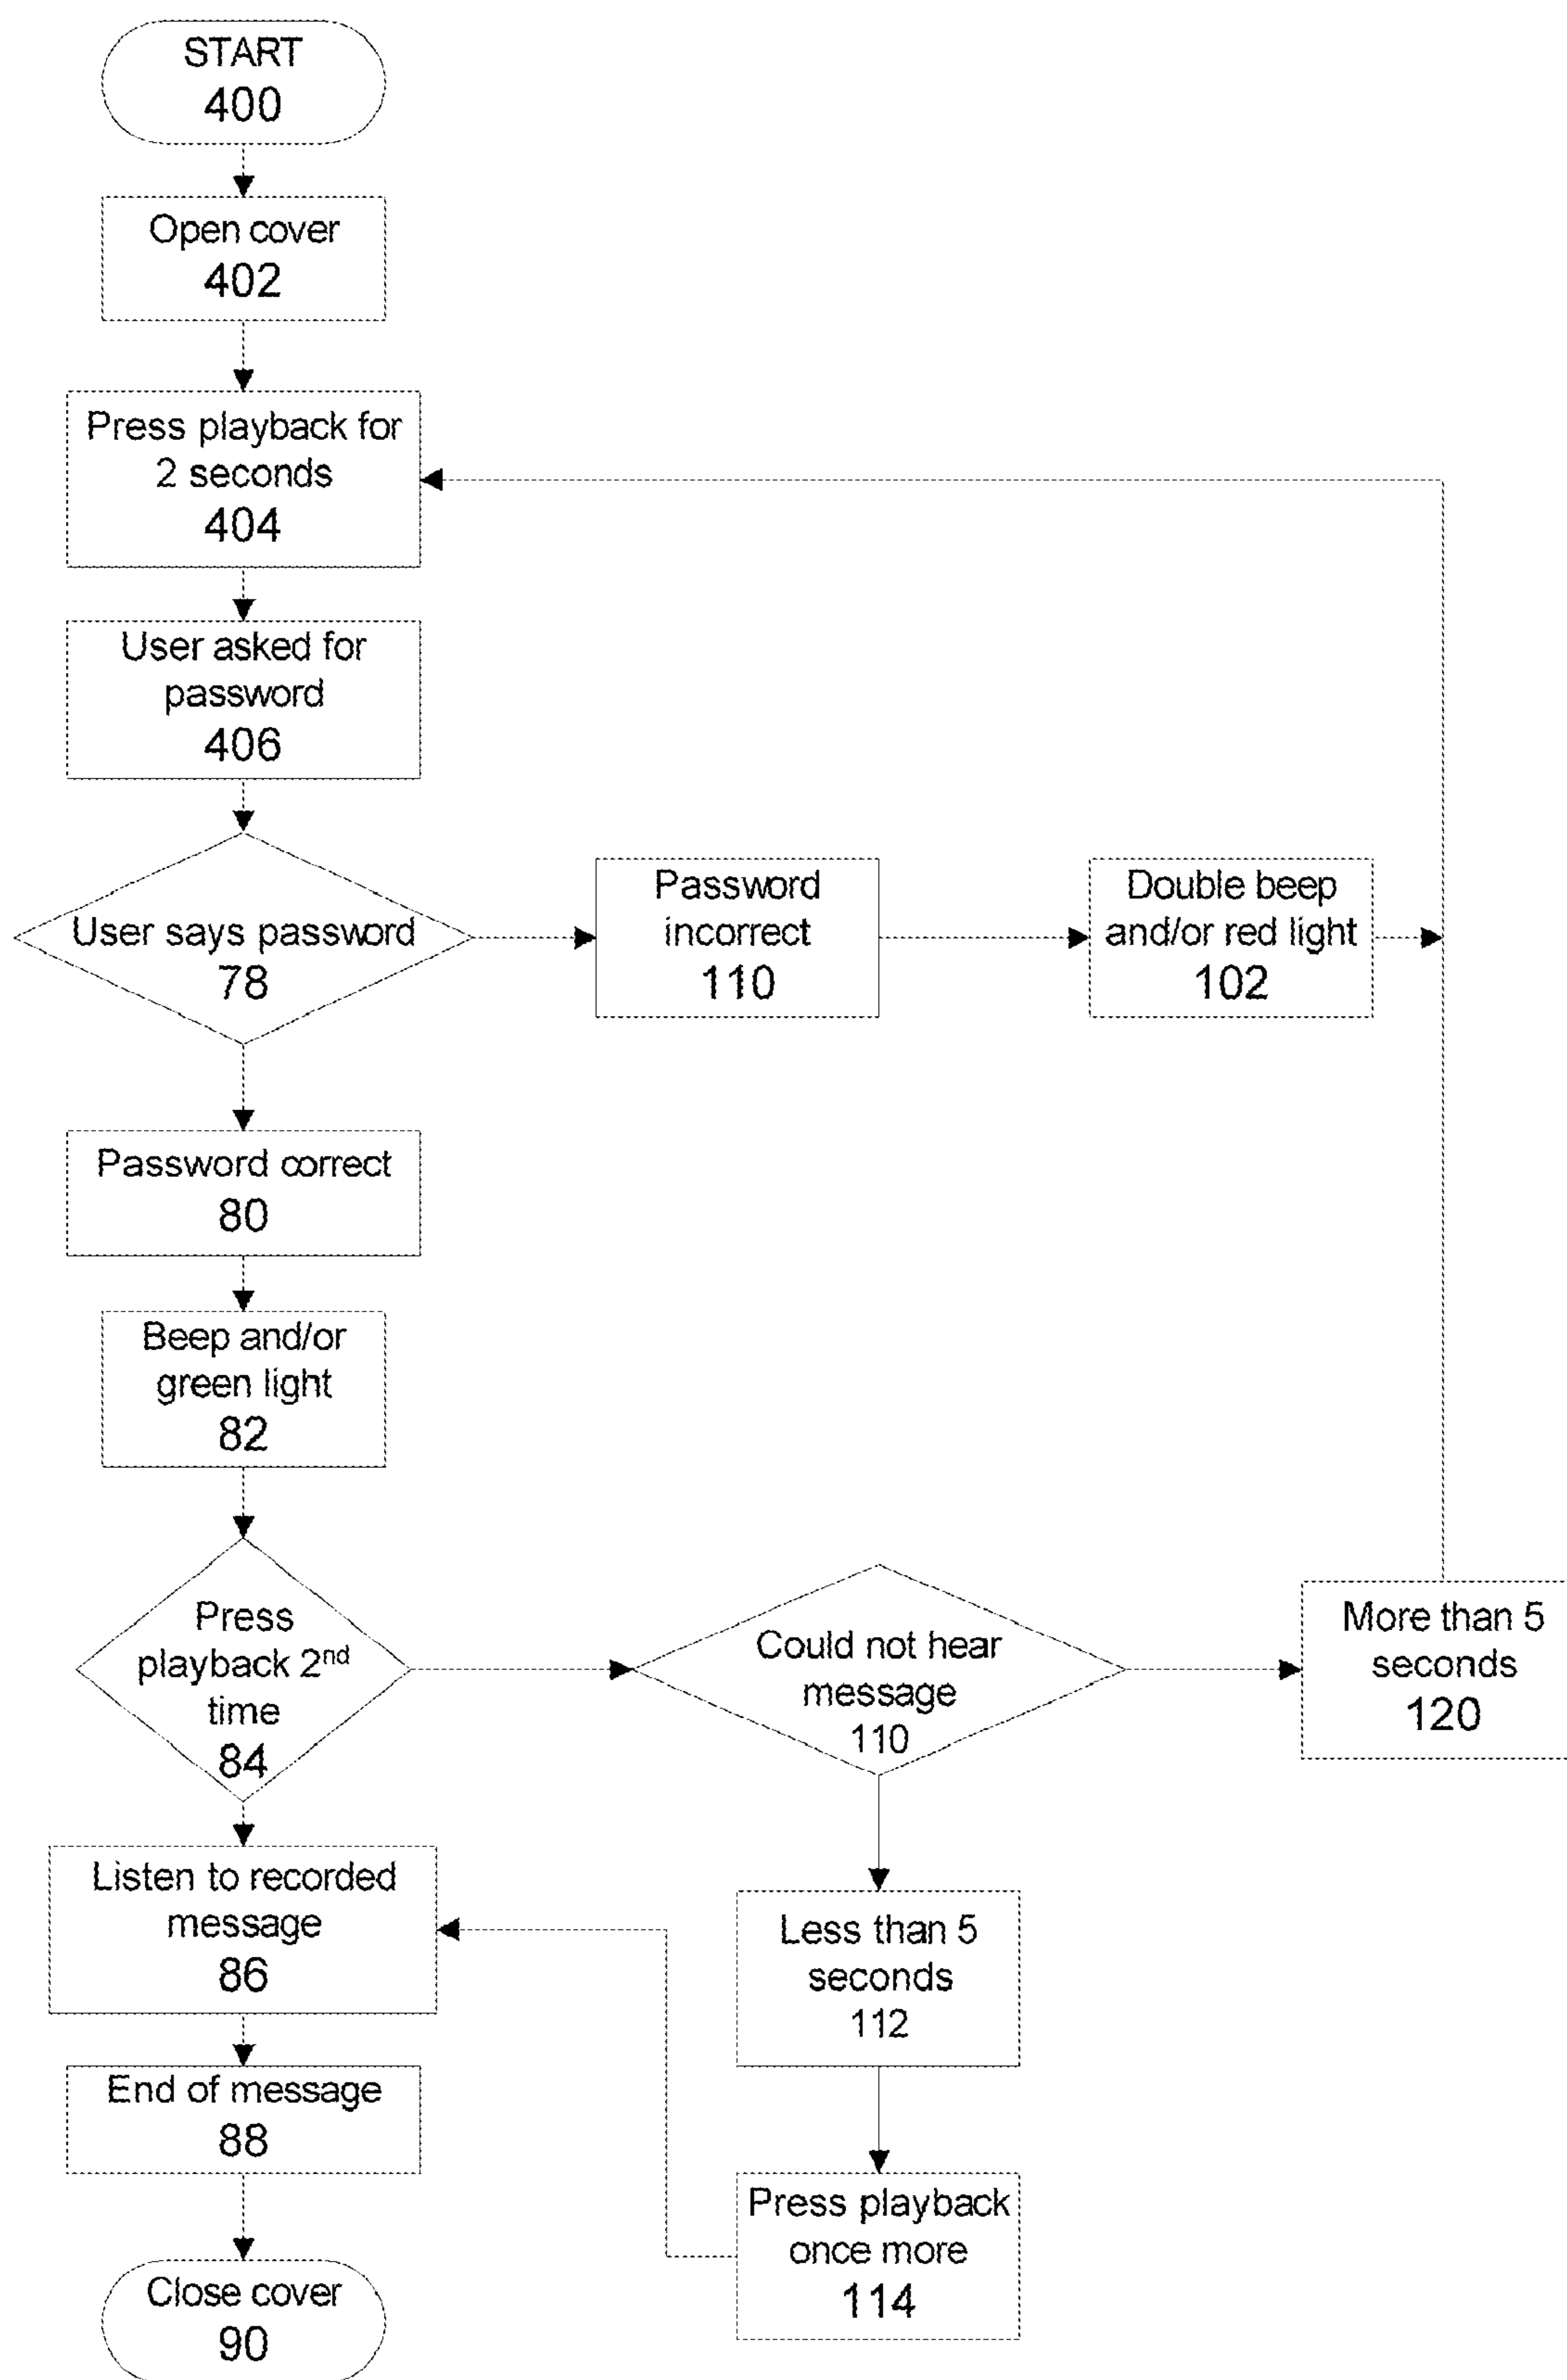 START
400
Open cover
402
Press playback for
2 seconds
404
User asked for
password
406
User says password
78
Password
incorrect
110
Double beep
and/or red light
102
Password correct
80
Beep and/or
green light
82
Press
playback 2nd
time
84
Could not hear
message
110
More than 5
seconds
120
Listen to recorded
message
86
Less than 5
seconds
112
End of message
88
Press playback
once more
114
Close cover
90